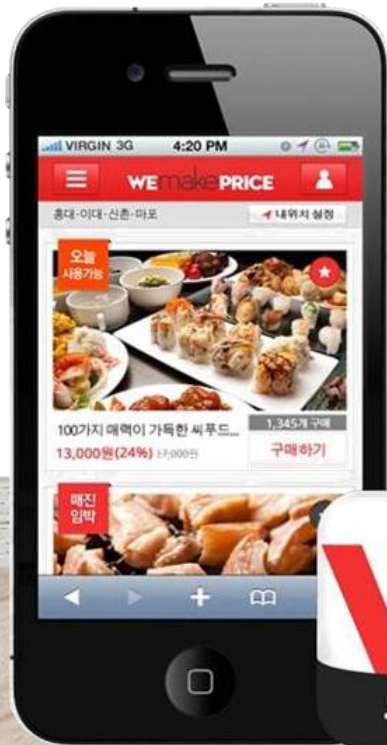 VIRGIN 3G 4:20 PM
WEmakePRICE
홍대·이대·신촌·마포 내위치 설정
오늘
사용가능
100가지 매력이 가득한 씨푸드... 1,345개 구매
13,000원(24%) 17,000원 구매하기
매진
임박